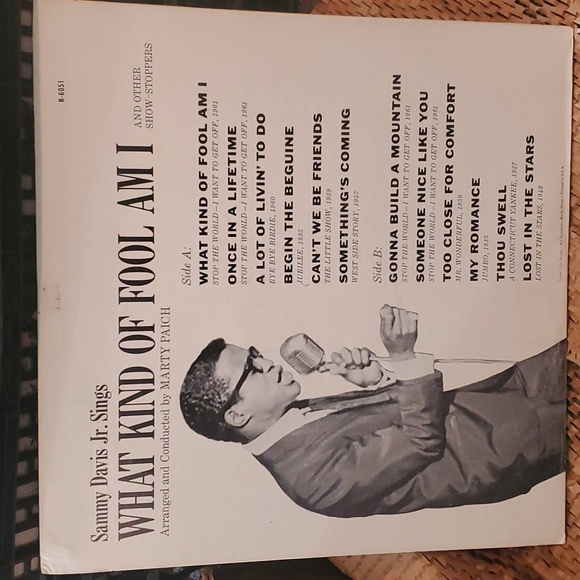 R-6051
Sammy Davis Jr. Sings
WHAT KIND OF FOOL AM I
AND OTHER
SHOW-STOPPERS
Arranged and Conducted by MARTY PAICH
Side A:
WHAT KIND OF FOOL AM I
STOP THE WORLD—I WANT TO GET OFF, 1961
ONCE IN A LIFETIME
STOP THE WORLD—I WANT TO GET OFF, 1961
A LOT OF LIVIN' TO DO
BYE BYE BIRDIE, 1960
BEGIN THE BEGUINE
JUBILEE, 1935
CAN'T WE BE FRIENDS
THE LITTLE SHOW, 1929
SOMETHING'S COMING
WEST SIDE STORY, 1957
Side B:
GONNA BUILD A MOUNTAIN
STOP THE WORLD—I WANT TO GET OFF, 1961
SOMEONE NICE LIKE YOU
STOP THE WORLD—I WANT TO GET OFF, 1961
TOO CLOSE FOR COMFORT
MR. WONDERFUL, 1956
MY ROMANCE
JUMBO, 1935
THOU SWELL
A CONNECTICUT YANKEE, 1927
LOST IN THE STARS
LOST IN THE STARS, 1949